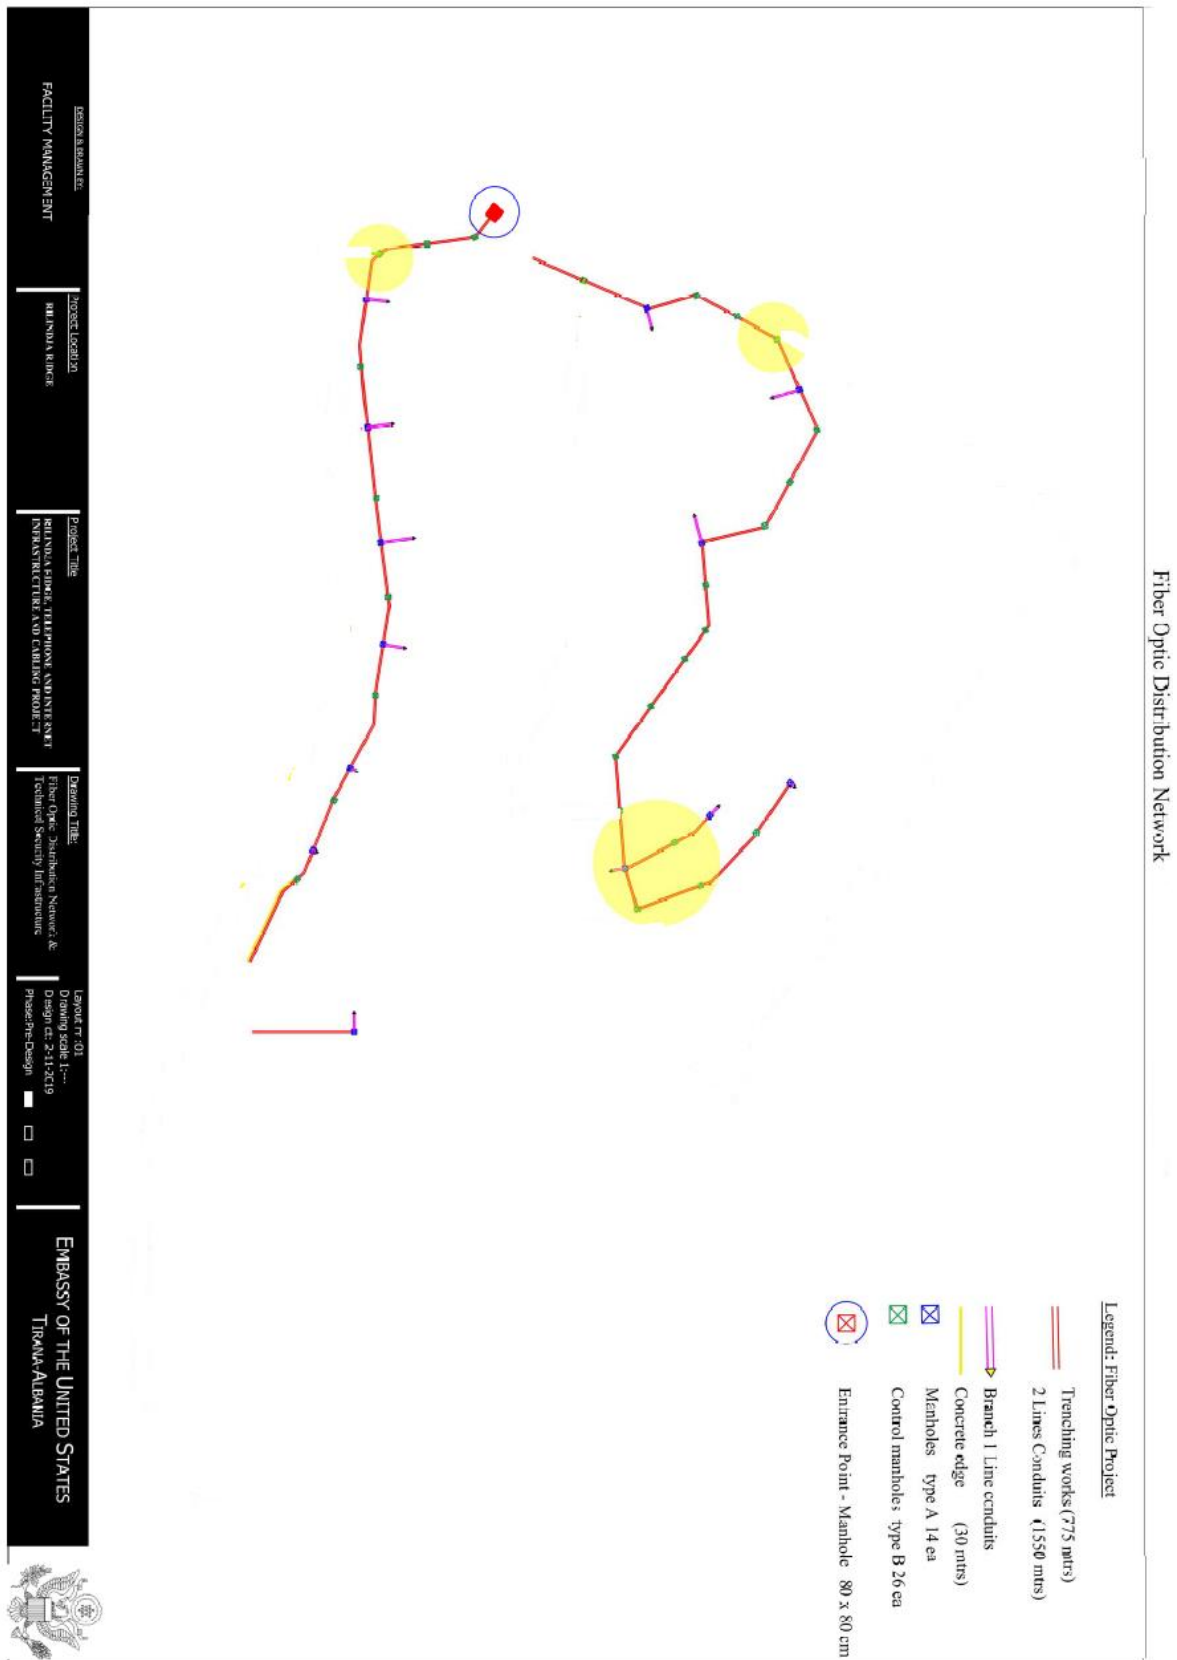 Fiber Optic Distribution Network
Legend: Fiber Optic Project
Trenching works (775 mtrs)
2 Lines Conduits (1550 mtrs)
Branch 1 Line conduits
Concrete edge (30 mtrs)
Manholes type A 14 ea
Control manholes type B 26 ea
Entrance Point - Manhole 80 x 80 cm
DESIGN & DRAWN BY:
FACILITY MANAGEMENT
Project Location
RILINDJA RIDGE
Project Title
RILINDJA RIDGE, TELEPHONE AND INTERNET
INFRASTRUCTURE AND CABLING PROJECT
Drawing Title:
Fiber Optic Distribution Network &
Technical Security Infrastructure
Layout nr :01
Drawing scale 1:---
Design dt: 2-11-2019
Phase:Pre-Design
EMBASSY OF THE UNITED STATES
TIRANA-ALBANIA